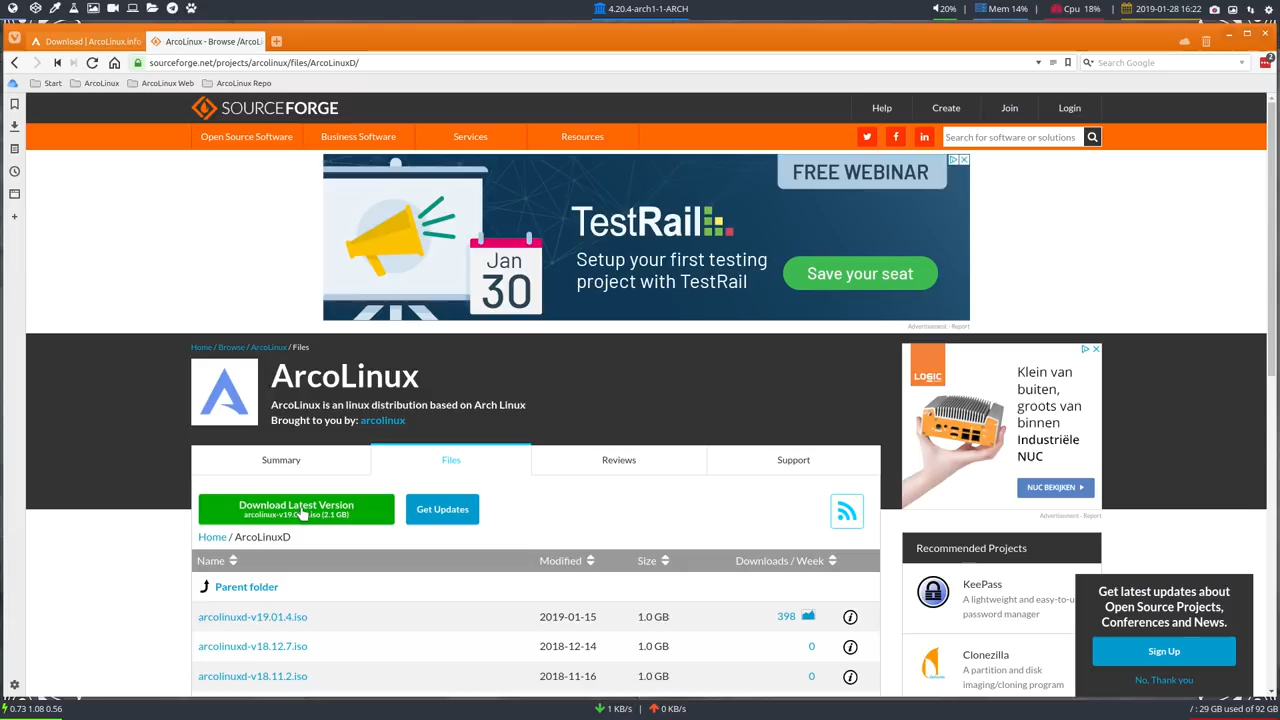 4.20.4-arch1-1-ARCH
20%
Mem 14%
Cpu 18%
2019-01-28 16:22
2
Download | ArcoLinux.info
ArcoLinux - Browse /ArcoLi
sourceforge.net/projects/arcolinux/files/ArcoLinuxD/
Search Google
Start
ArcoLinux
ArcoLinux Web
ArcoLinux Repo
SOURCEFORGE
Help
Create
Join
Login
Open Source Software
Business Software
Services
Resources
Search for software or solutions
FREE WEBINAR
TestRail
Setup your first testing
project with TestRail
Jan
30
Save your seat
Advertisement - Report
Home / Browse / ArcoLinux / Files
ArcoLinux
ArcoLinux is an linux distribution based on Arch Linux
Brought to you by: arcolinux
LOGIC
Klein van
buiten,
groots van
binnen
Industriële
NUC
NUC BEKIJKEN
Advertisement - Report
Summary
Files
Reviews
Support
Download Latest Version
(2.1 GB)
Get Updates
Home / ArcoLinuxD
Name
Modified
Size
Downloads / Week
Parent folder
arcolinuxd-v19.01.4.iso
2019-01-15
1.0 GB
398
arcolinuxd-v18.12.7.iso
2018-12-14
1.0 GB
0
arcolinuxd-v18.11.2.iso
2018-11-16
1.0 GB
0
Recommended Projects
KeePass
A lightweight and easy-to-u
password manager
Clonezilla
A partition and disk
imaging/cloning program
Get latest updates about
Open Source Projects,
Conferences and News.
Sign Up
No, Thank you
0.73 1.08 0.56
1 KB/s
0 KB/s
/ : 29 GB used of 92 GB